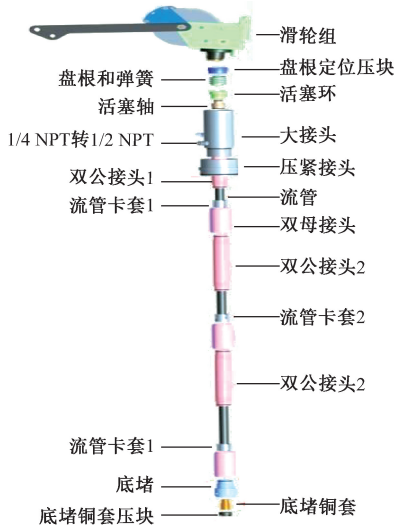 滑轮组
盘根定位压块
盘根和弹簧
活塞环
活塞轴
1/4 NPT转1/2 NPT
大接头
压紧接头
双公接头1
流管
流管卡套1
双母接头
双公接头2
流管卡套2
双公接头2
流管卡套1
底堵
底堵铜套
底堵铜套压块